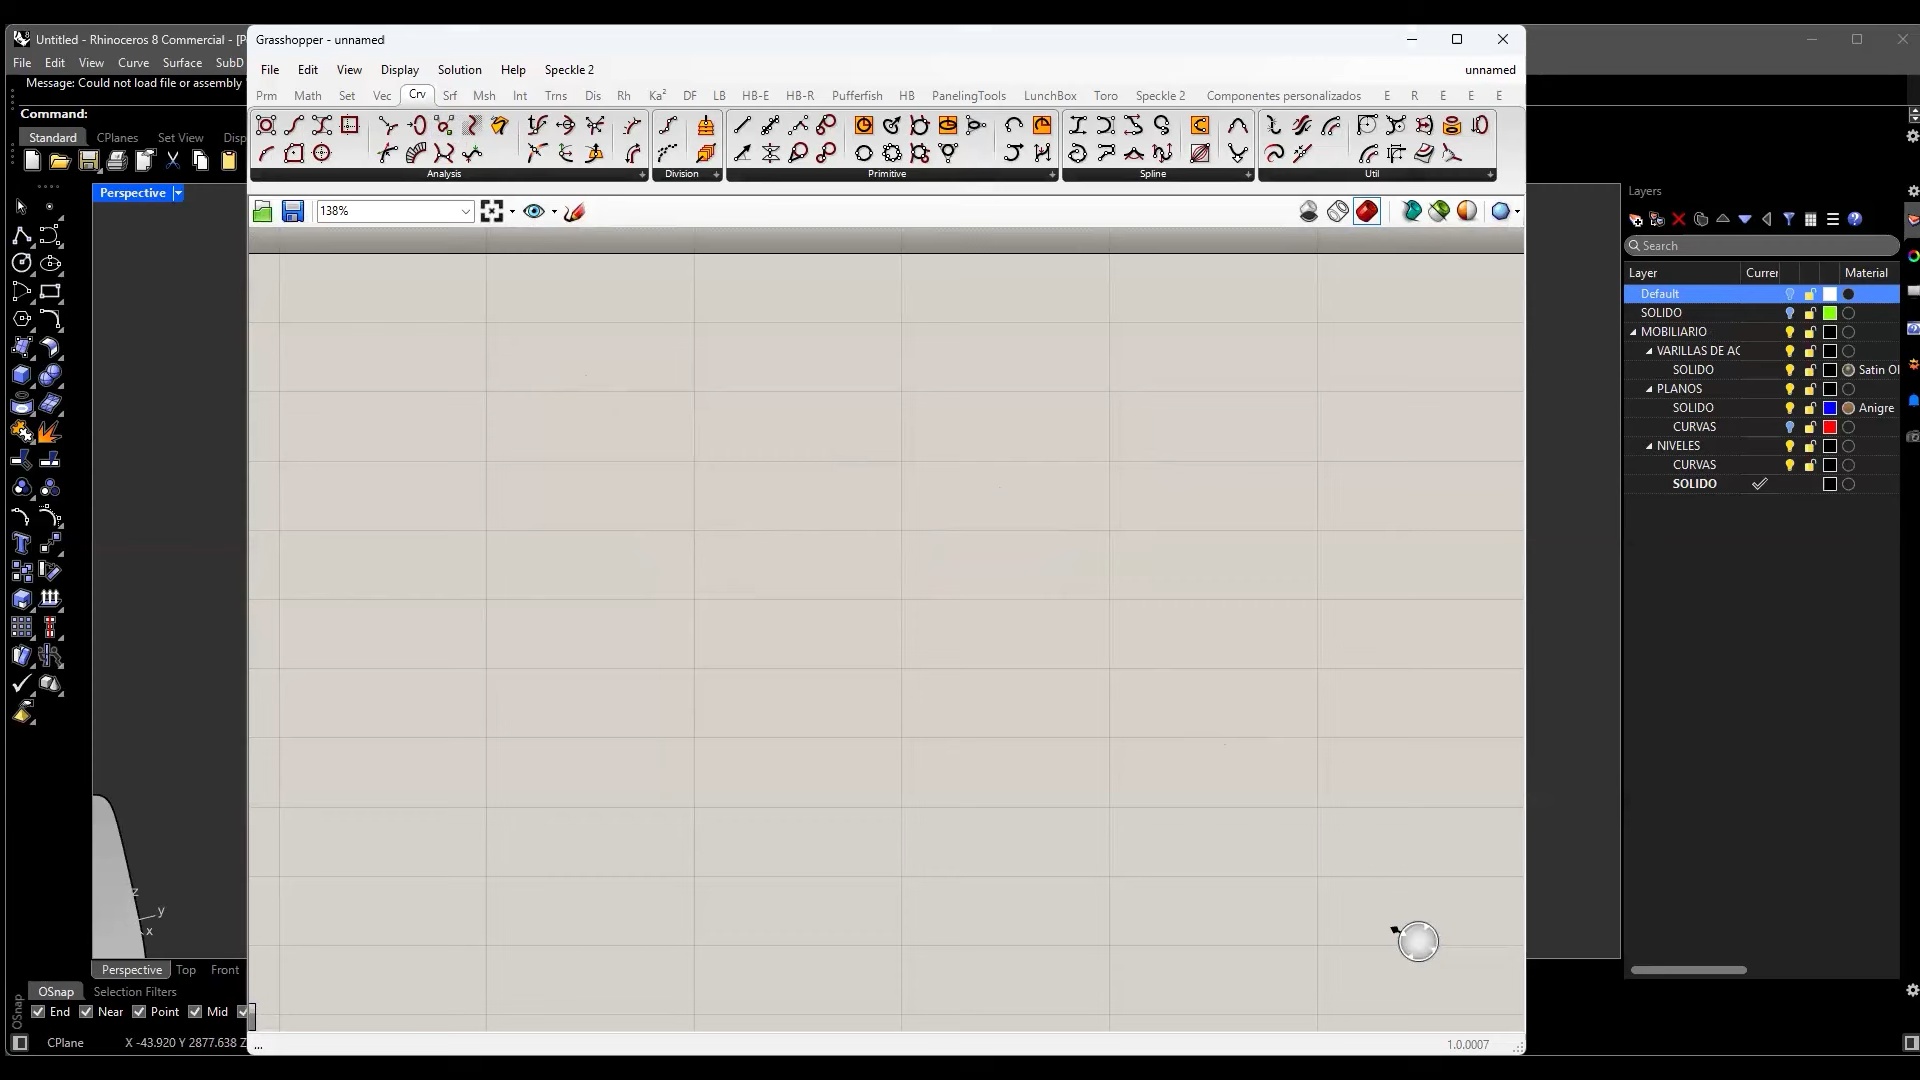 Untitled - Rhinoceros 8 Commercial - [P
Grasshopper - unnamed
File Edit View Curve Surface SubD
File Edit View Display Solution Help Speckle 2
unnamed
Message: Could not load file or assembly
Prm Math Set Vec Crv Srf Msh Int Trns Dis Rh Ka² DF LB HB-E HB-R Pufferfish HB PanelingTools LunchBox Toro Speckle 2 Componentes personalizados E R E E E
Command:
Standard CPlanes Set View Disp
Analysis Division Primitive Spline Util
Perspective
138%
Layers
Search
Layer Currer Material
Default
SOLIDO
MOBILIARIO
VARILLAS DE AC
SOLIDO Satin Ol
PLANOS
SOLIDO Anigre
CURVAS
NIVELES
CURVAS
SOLIDO
z
y
x
Perspective Top Front
OSnap Selection Filters
OSnap
End Near Point Mid
CPlane X -43.920 Y 2877.638 Z
...
1.0.0007